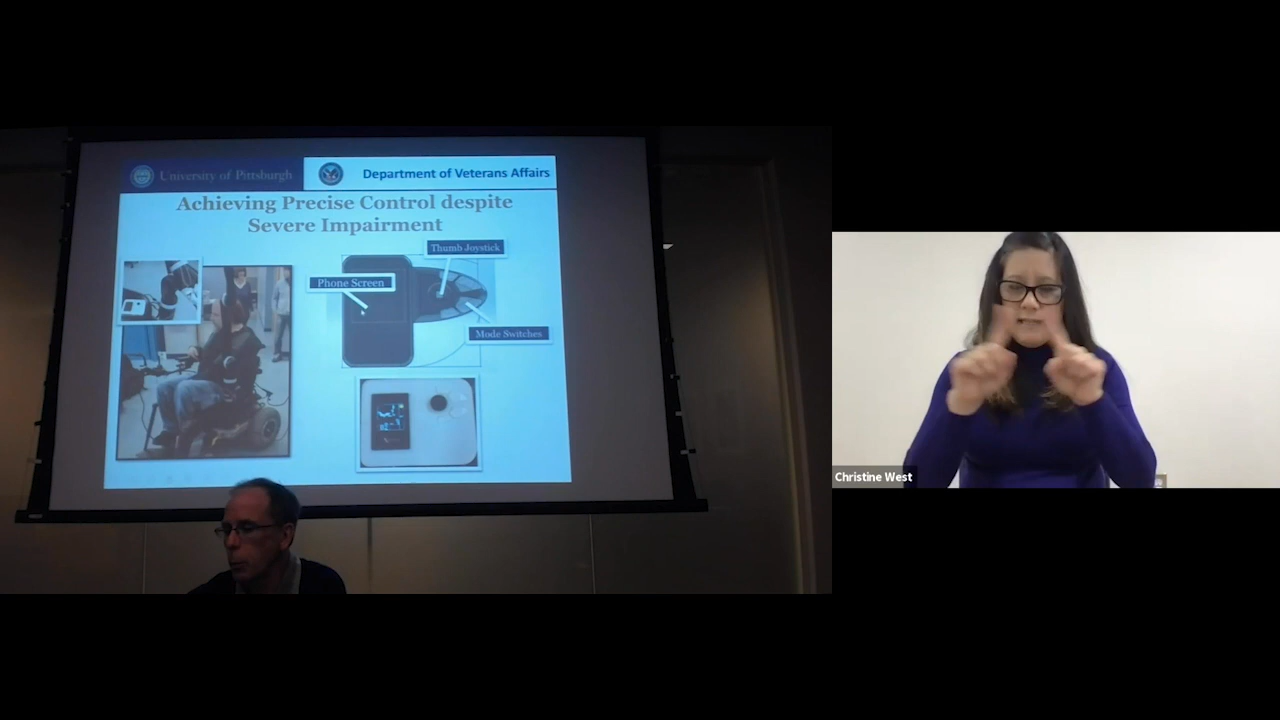 University of Pittsburgh
Department of Veterans Affairs
Achieving Precise Control despite
Severe Impairment
Thumb Joystick
Phone Screen
Mode Switches
Christine West